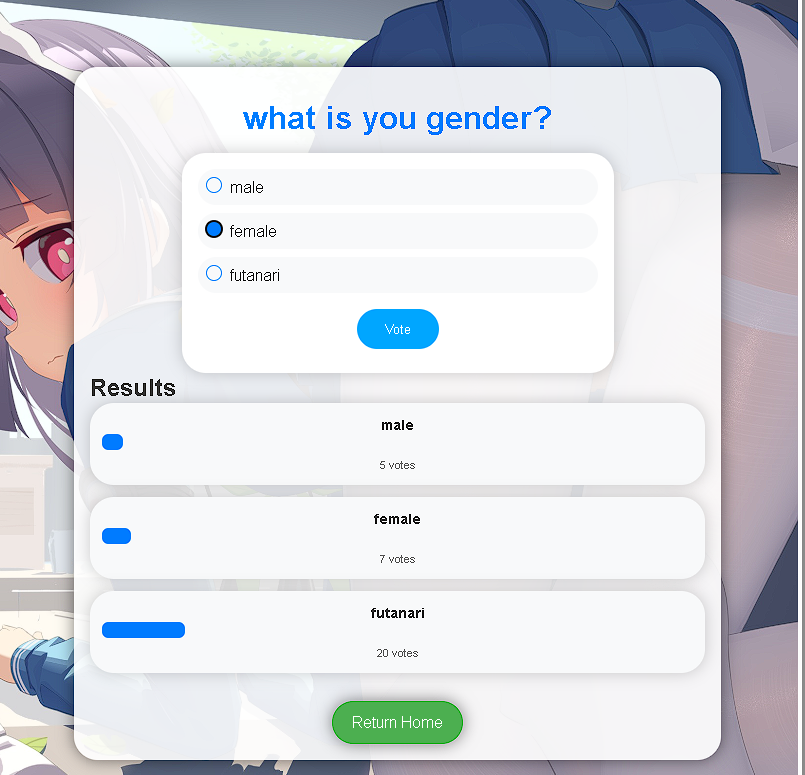 what is you gender?
male
female
futanari
Vote
Results
male
5 votes
female
7 votes
futanari
20 votes
Return Home